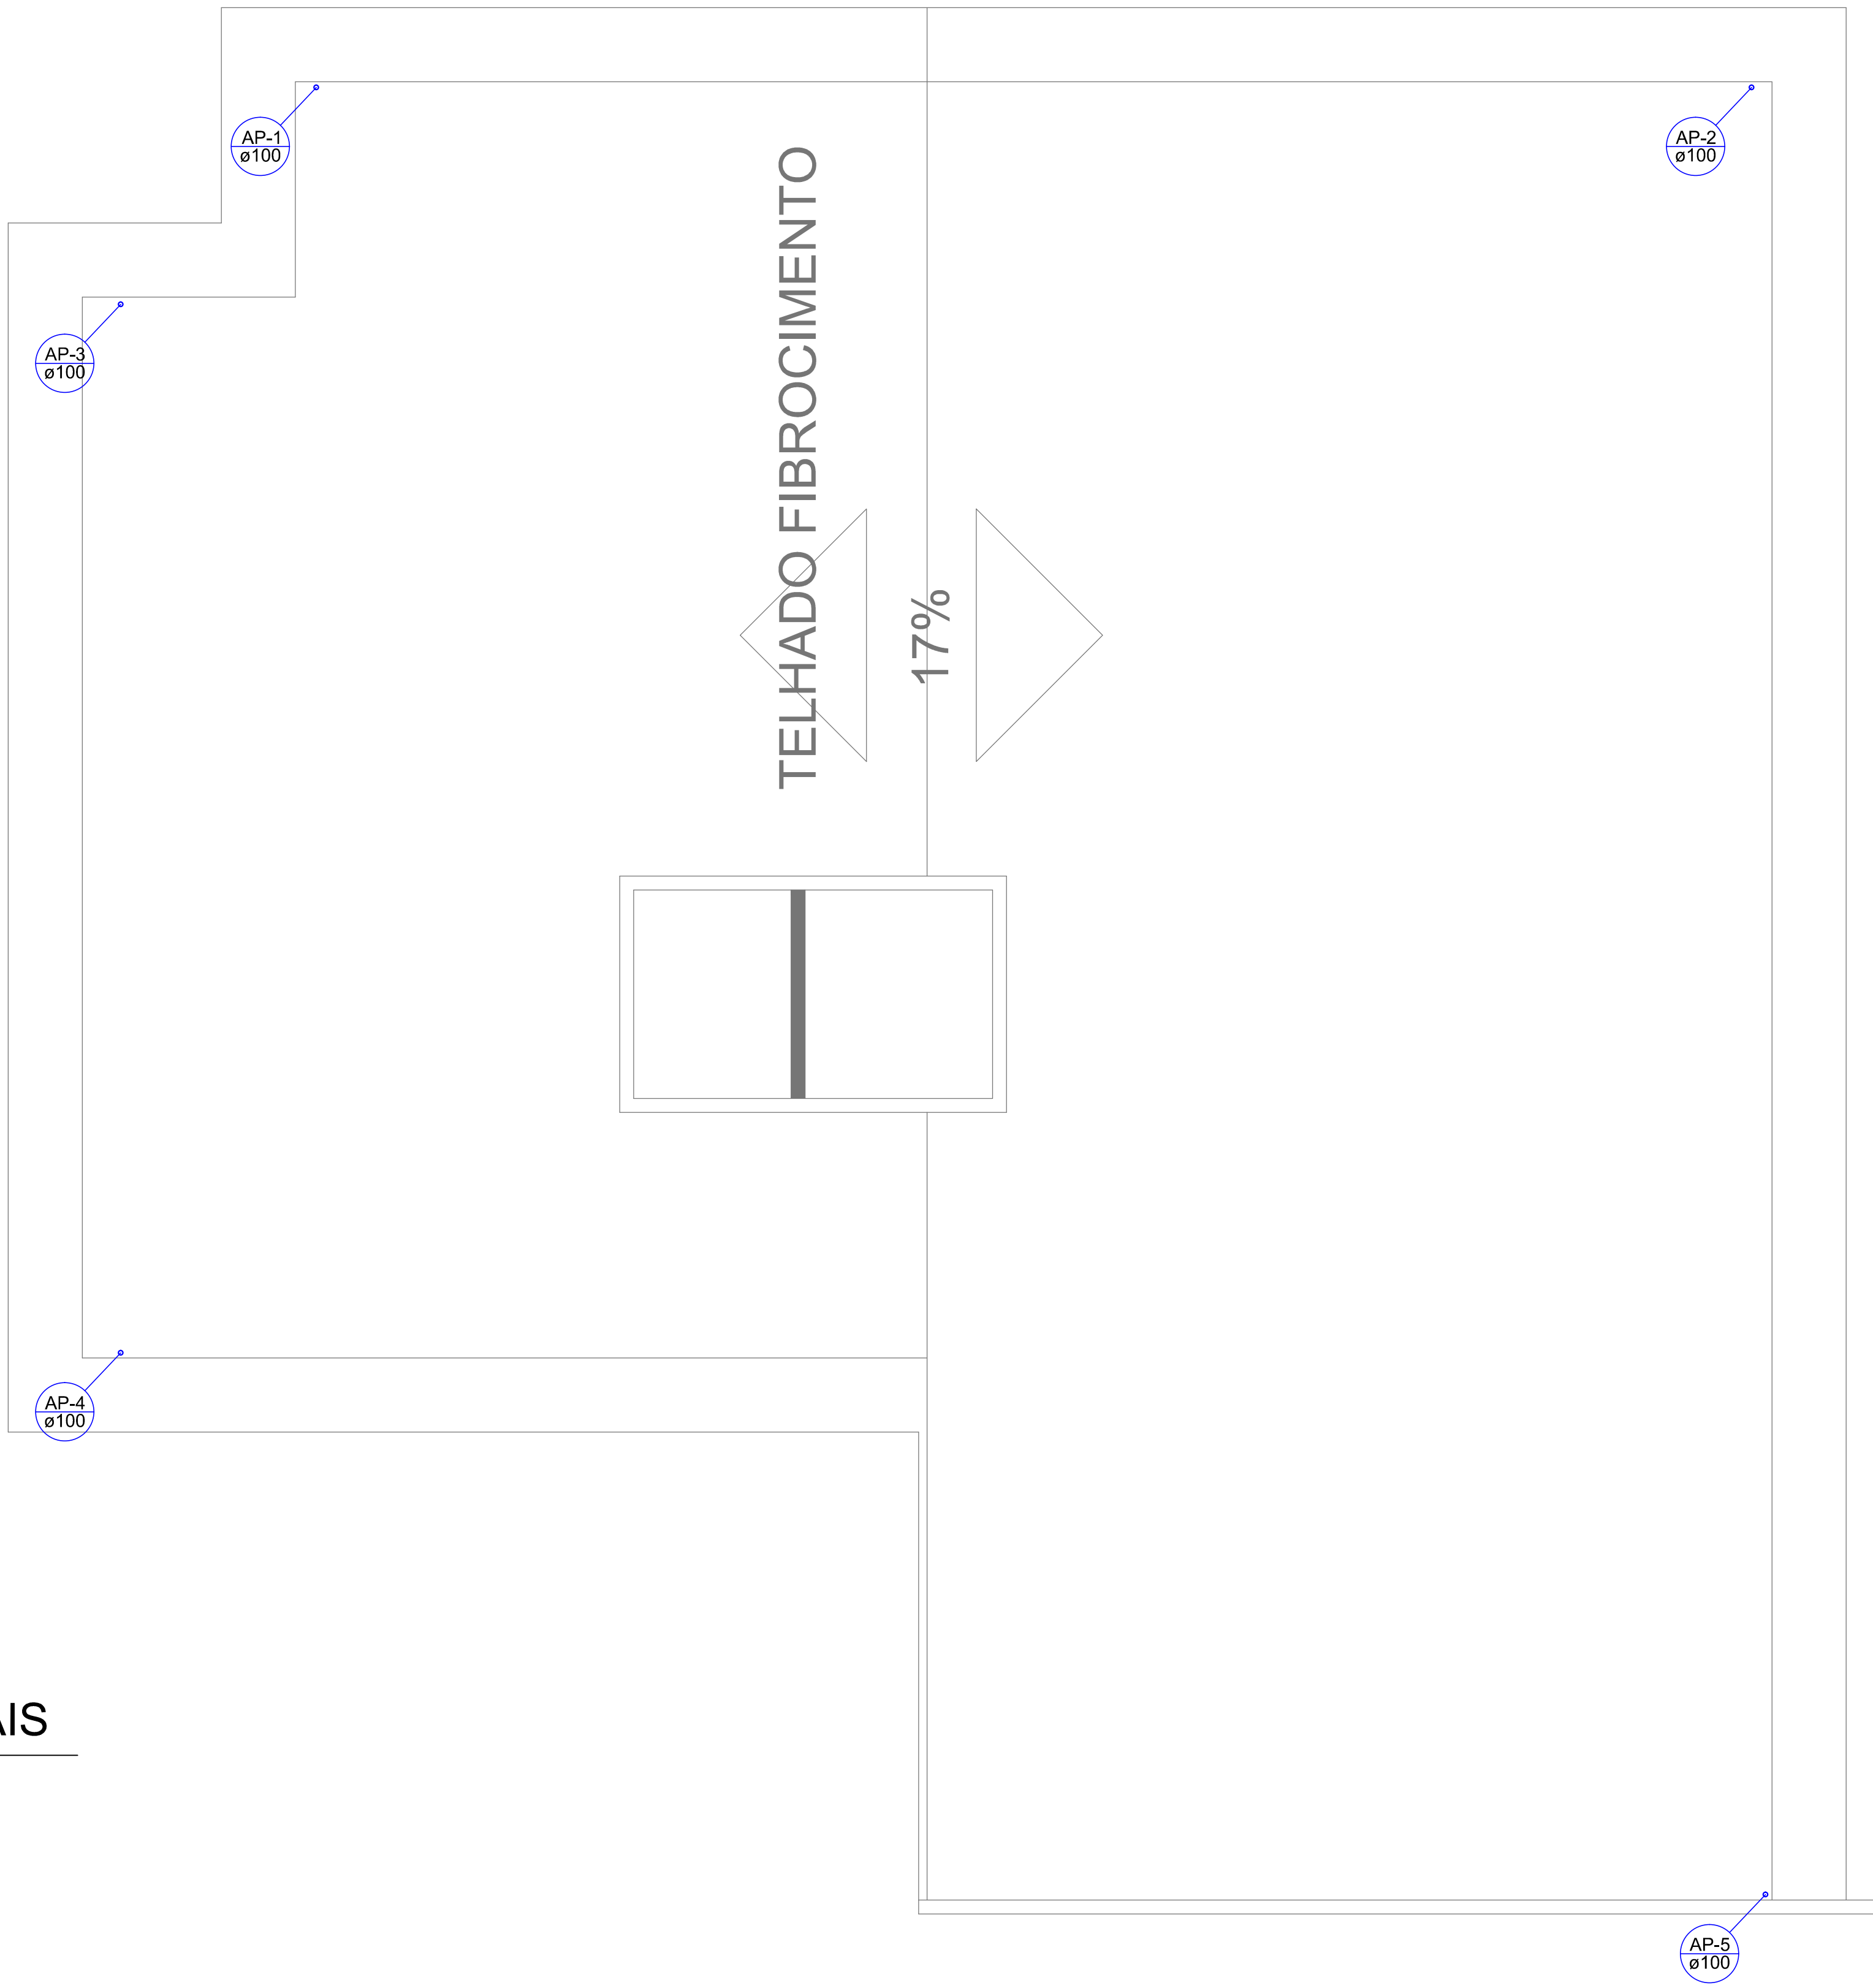 AP-1
ø100
AP-2
ø100
TELHADO FIBROCIMENTO
AP-3
ø100
17%
AP-4
ø100
AIS
AP-5
ø100